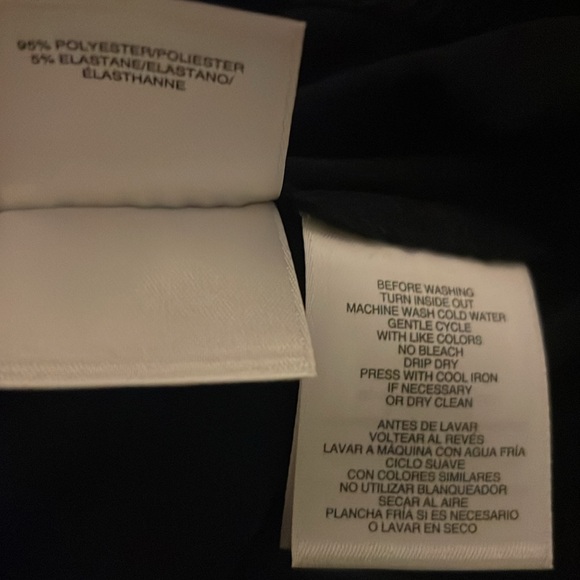 95% POLYESTER/POLIESTER
5% ELASTANE/ELASTANO/
ÉLASTHANNE
BEFORE WASHING
TURN INSIDE OUT
MACHINE WASH COLD WATER
GENTLE CYCLE
WITH LIKE COLORS
NO BLEACH
DRIP DRY
PRESS WITH COOL IRON
IF NECESSARY
OR DRY CLEAN
ANTES DE LAVAR
VOLTEAR AL REVÉS
LAVAR A MÁQUINA CON AGUA FRÍA
CICLO SUAVE
CON COLORES SIMILARES
NO UTILIZAR BLANQUEADOR
SECAR AL AIRE
PLANCHA FRÍA SI ES NECESARIO
O LAVAR EN SECO